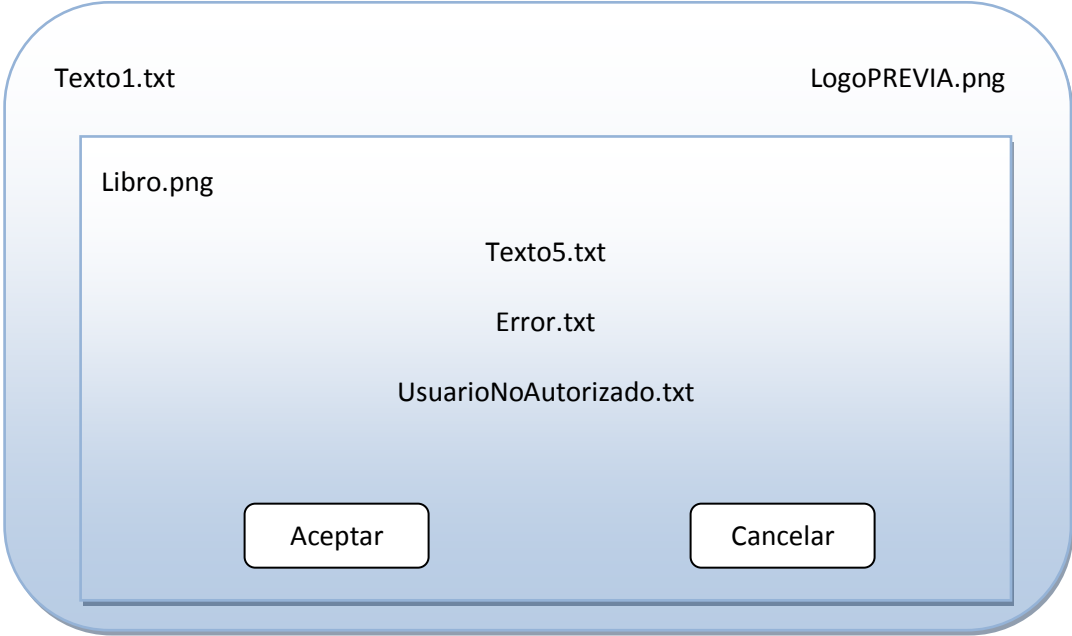 Texto1.txt LogoPREVIA.png
Libro.png
Texto5.txt
Error.txt
UsuarioNoAutorizado.txt
Aceptar Cancelar